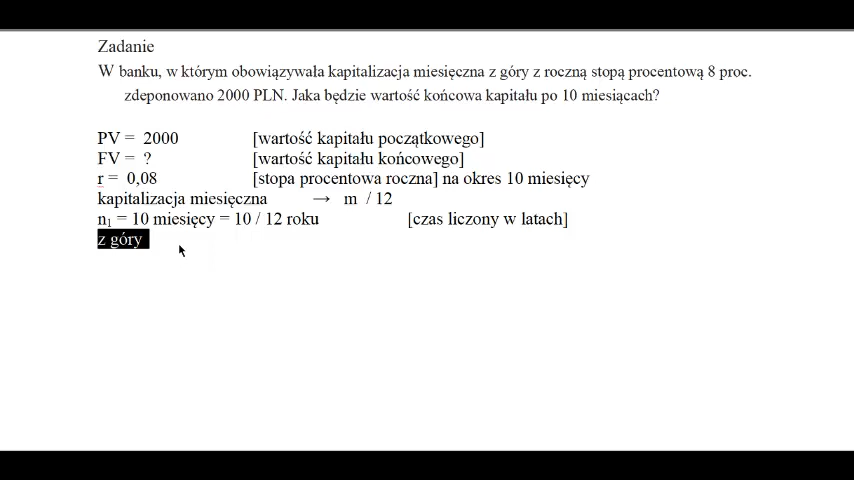 Zadanie
W banku, w którym obowiązywała kapitalizacja miesięczna z góry z roczną stopą procentową 8 proc.
zdeponowano 2000 PLN. Jaka będzie wartość końcowa kapitału po 10 miesiącach?
PV = 2000 [wartość kapitału początkowego]
FV = ? [wartość kapitału końcowego]
r = 0,08 [stopa procentowa roczna] na okres 10 miesięcy
kapitalizacja miesięczna → m / 12
n₁ = 10 miesięcy = 10 / 12 roku [czas liczony w latach]
z góry